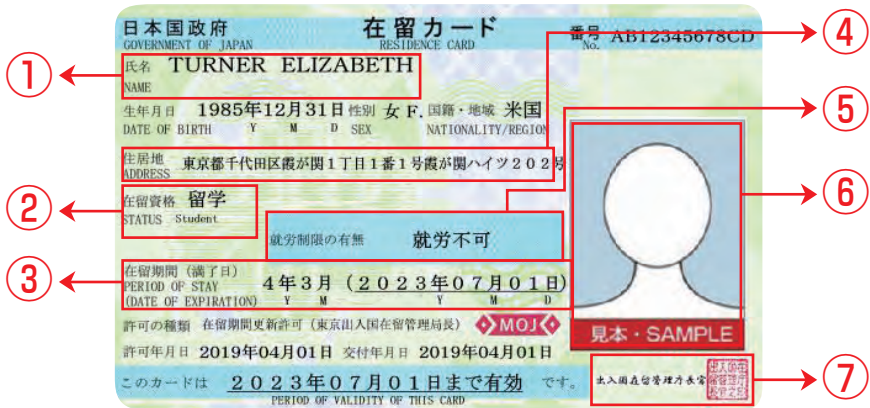 日本国政府 在留カード 番号 AB12345678CD
GOVERNMENT OF JAPAN RESIDENCE CARD No.
④
① 氏名 TURNER ELIZABETH
NAME
⑤
生年月日 1985年12月31日 性別 女 F. 国籍・地域 米国
DATE OF BIRTH Y M D SEX NATIONALITY/REGION
住居地 東京都千代田区霞が関1丁目1番1号霞が関ハイツ202号
ADDRESS
⑥
② 在留資格 留学
STATUS Student
就労制限の有無 就労不可
③ 在留期間(満了日)
PERIOD OF STAY 4年3月(2023年07月01日)
(DATE OF EXPIRATION) Y M Y M D
許可の種類 在留期間更新許可(東京出入国在留管理局長) MOJ
見本・SAMPLE
許可年月日 2019年04月01日 交付年月日 2019年04月01日
このカードは 2023年07月01日まで有効 です。
PERIOD OF VALIDITY OF THIS CARD
出入国在留管理庁長官
⑦